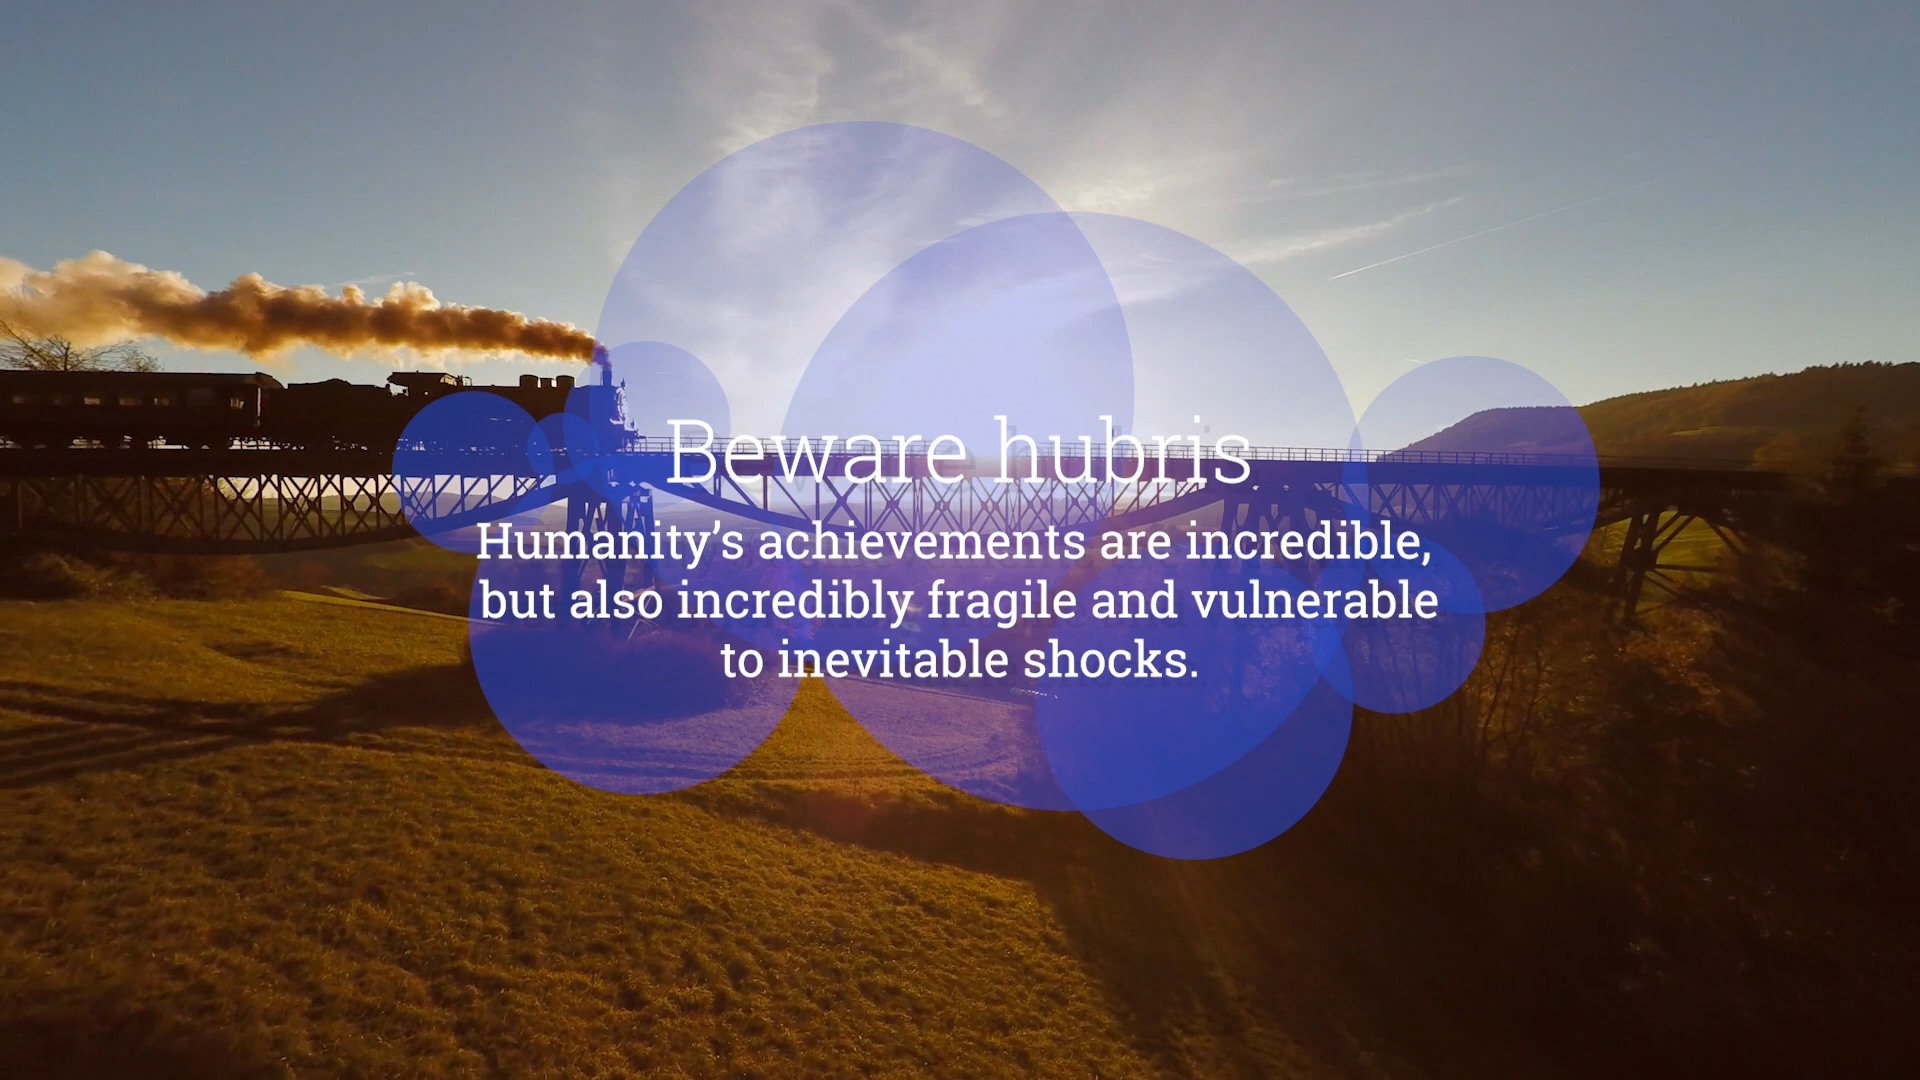 Beware hubris
Humanity’s achievements are incredible,
but also incredibly fragile and vulnerable
to inevitable shocks.